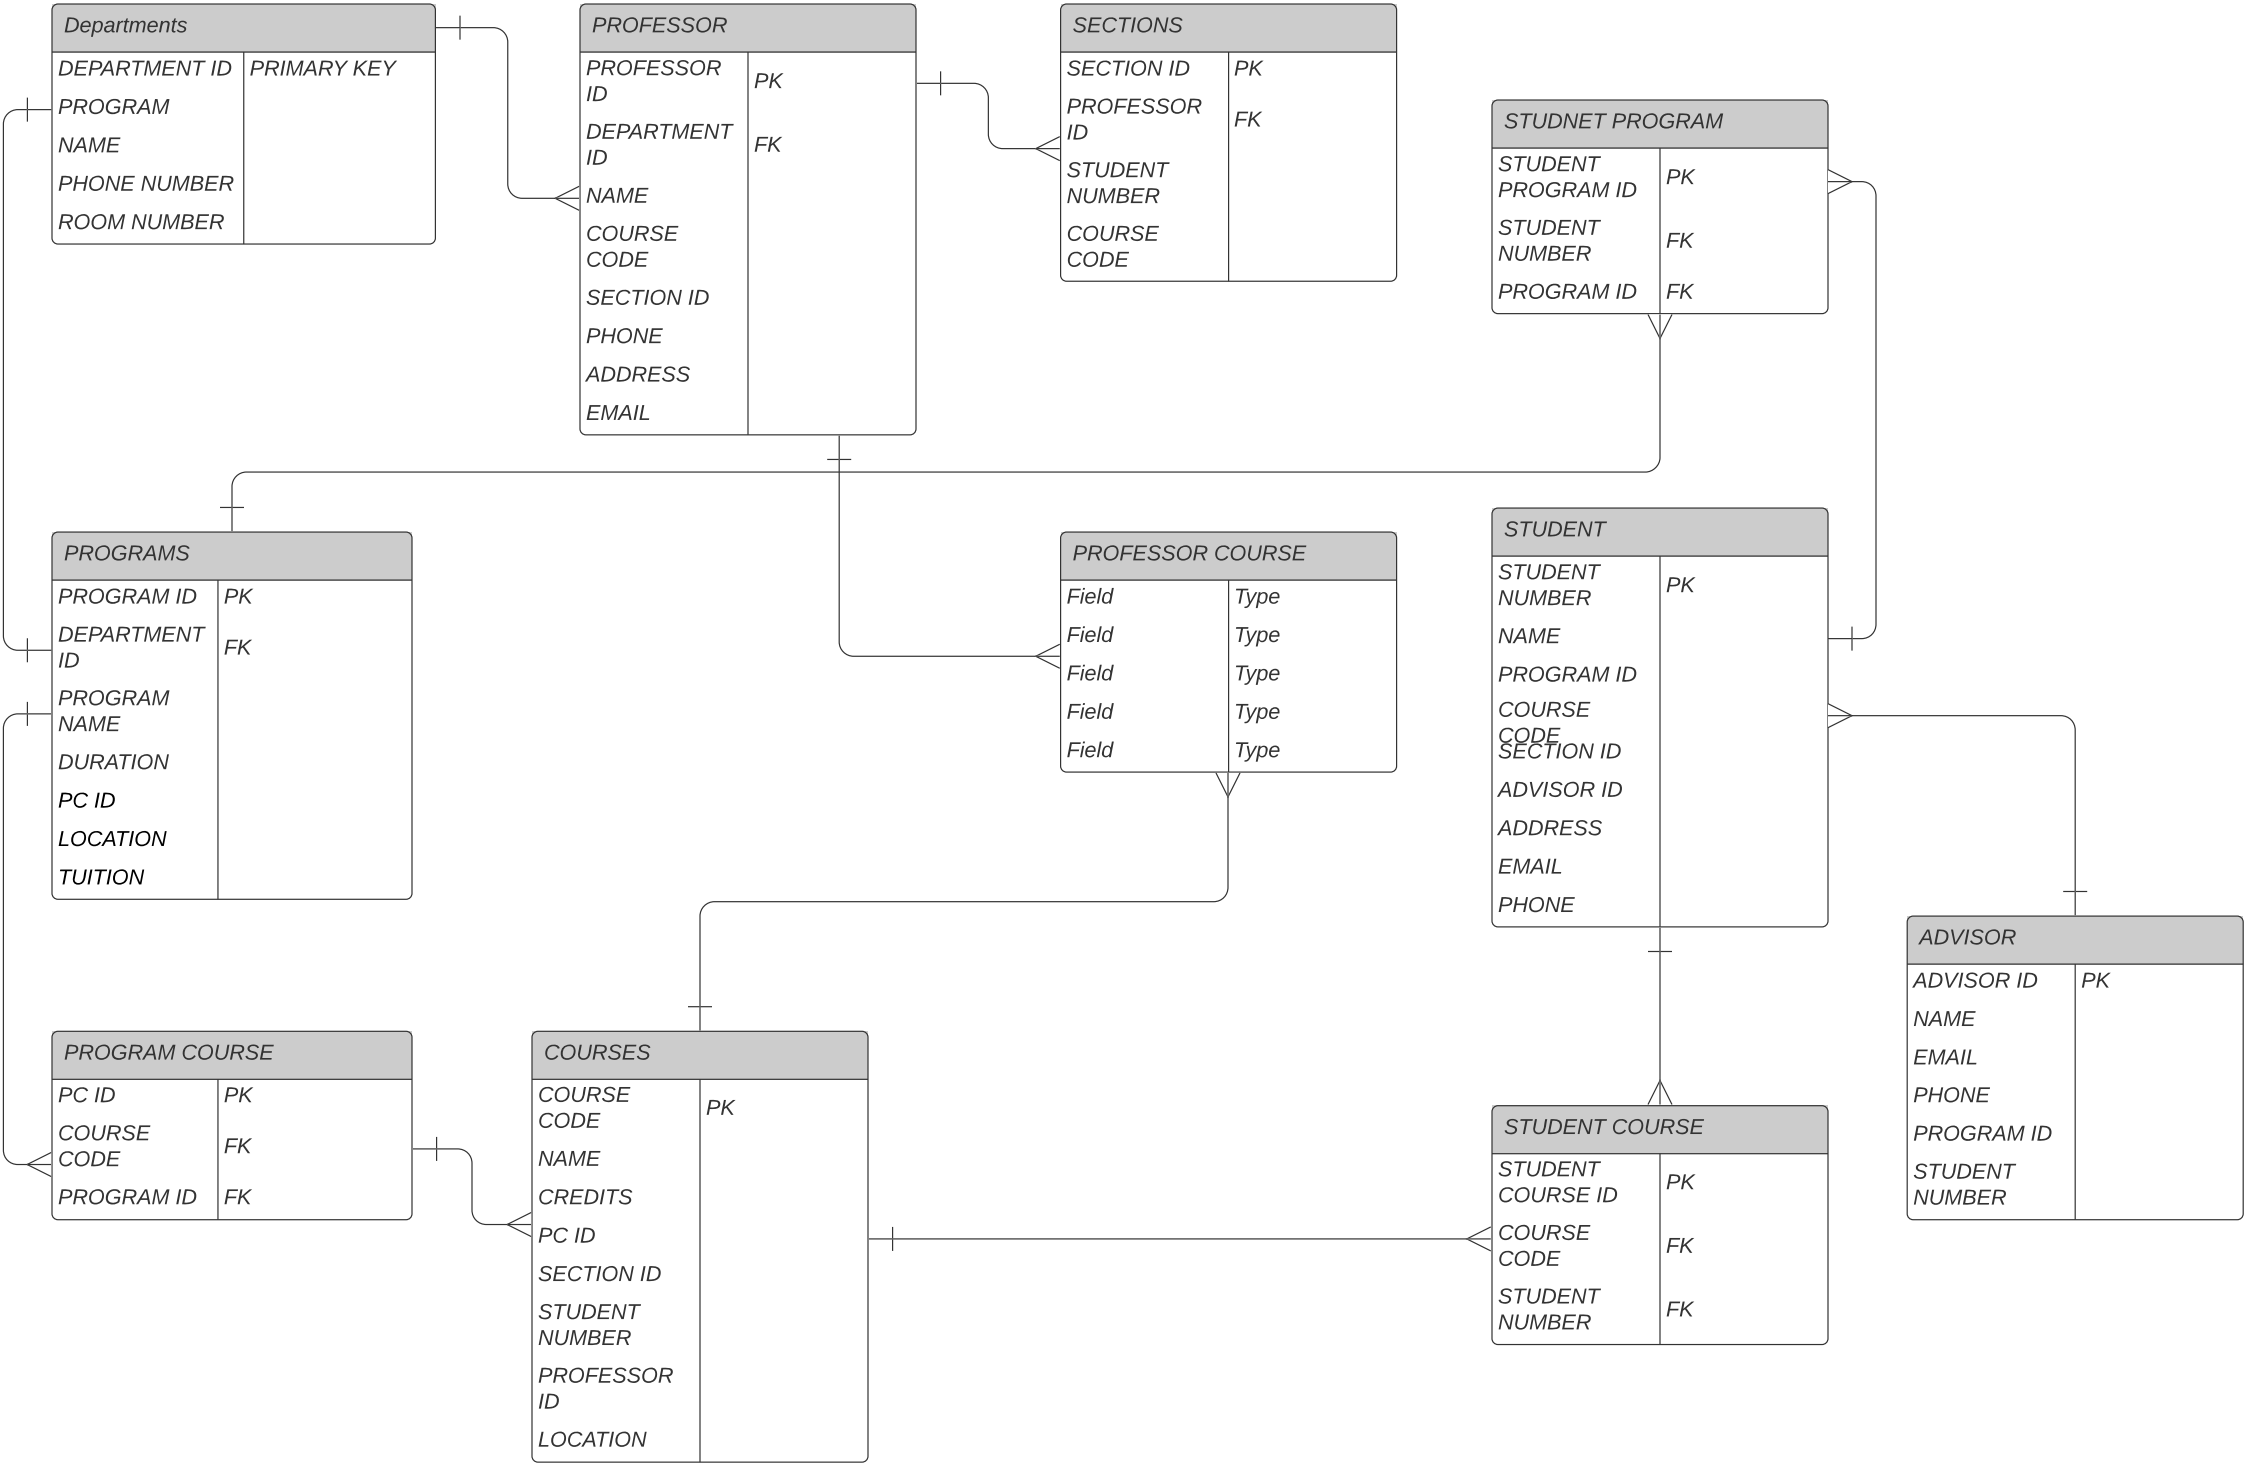 Departments
DEPARTMENT ID PRIMARY KEY
PROGRAM
NAME
PHONE NUMBER
ROOM NUMBER
PROFESSOR
PROFESSOR
ID
PK
DEPARTMENT
ID
FK
NAME
COURSE
CODE
SECTION ID
PHONE
ADDRESS
EMAIL
SECTIONS
SECTION ID PK
PROFESSOR
ID
FK
STUDENT
NUMBER
COURSE
CODE
STUDNET PROGRAM
STUDENT
PROGRAM ID
PK
STUDENT
NUMBER
FK
PROGRAM ID FK
PROGRAMS
PROGRAM ID PK
DEPARTMENT
ID
FK
PROGRAM
NAME
DURATION
PC ID
LOCATION
TUITION
PROFESSOR COURSE
Field Type
Field Type
Field Type
Field Type
Field Type
STUDENT
STUDENT
NUMBER
PK
NAME
PROGRAM ID
COURSE
CODE
SECTION ID
ADVISOR ID
ADDRESS
EMAIL
PHONE
ADVISOR
ADVISOR ID PK
NAME
EMAIL
PHONE
PROGRAM ID
STUDENT
NUMBER
PROGRAM COURSE
PC ID PK
COURSE
CODE
FK
PROGRAM ID FK
COURSES
COURSE
CODE
PK
NAME
CREDITS
PC ID
SECTION ID
STUDENT
NUMBER
PROFESSOR
ID
LOCATION
STUDENT COURSE
STUDENT
COURSE ID
PK
COURSE
CODE
FK
STUDENT
NUMBER
FK